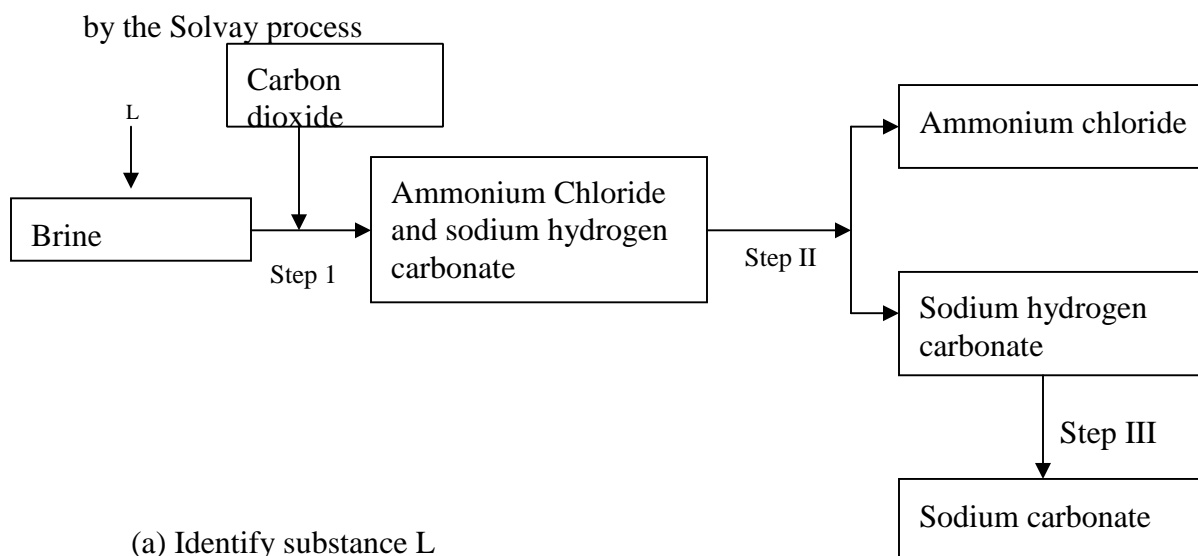 by the Solvay process
Carbon
dioxide
L
Ammonium chloride
Ammonium Chloride
and sodium hydrogen
carbonate
Brine
Step 1
Step II
Sodium hydrogen
carbonate
Step III
Sodium carbonate
(a) Identify substance L